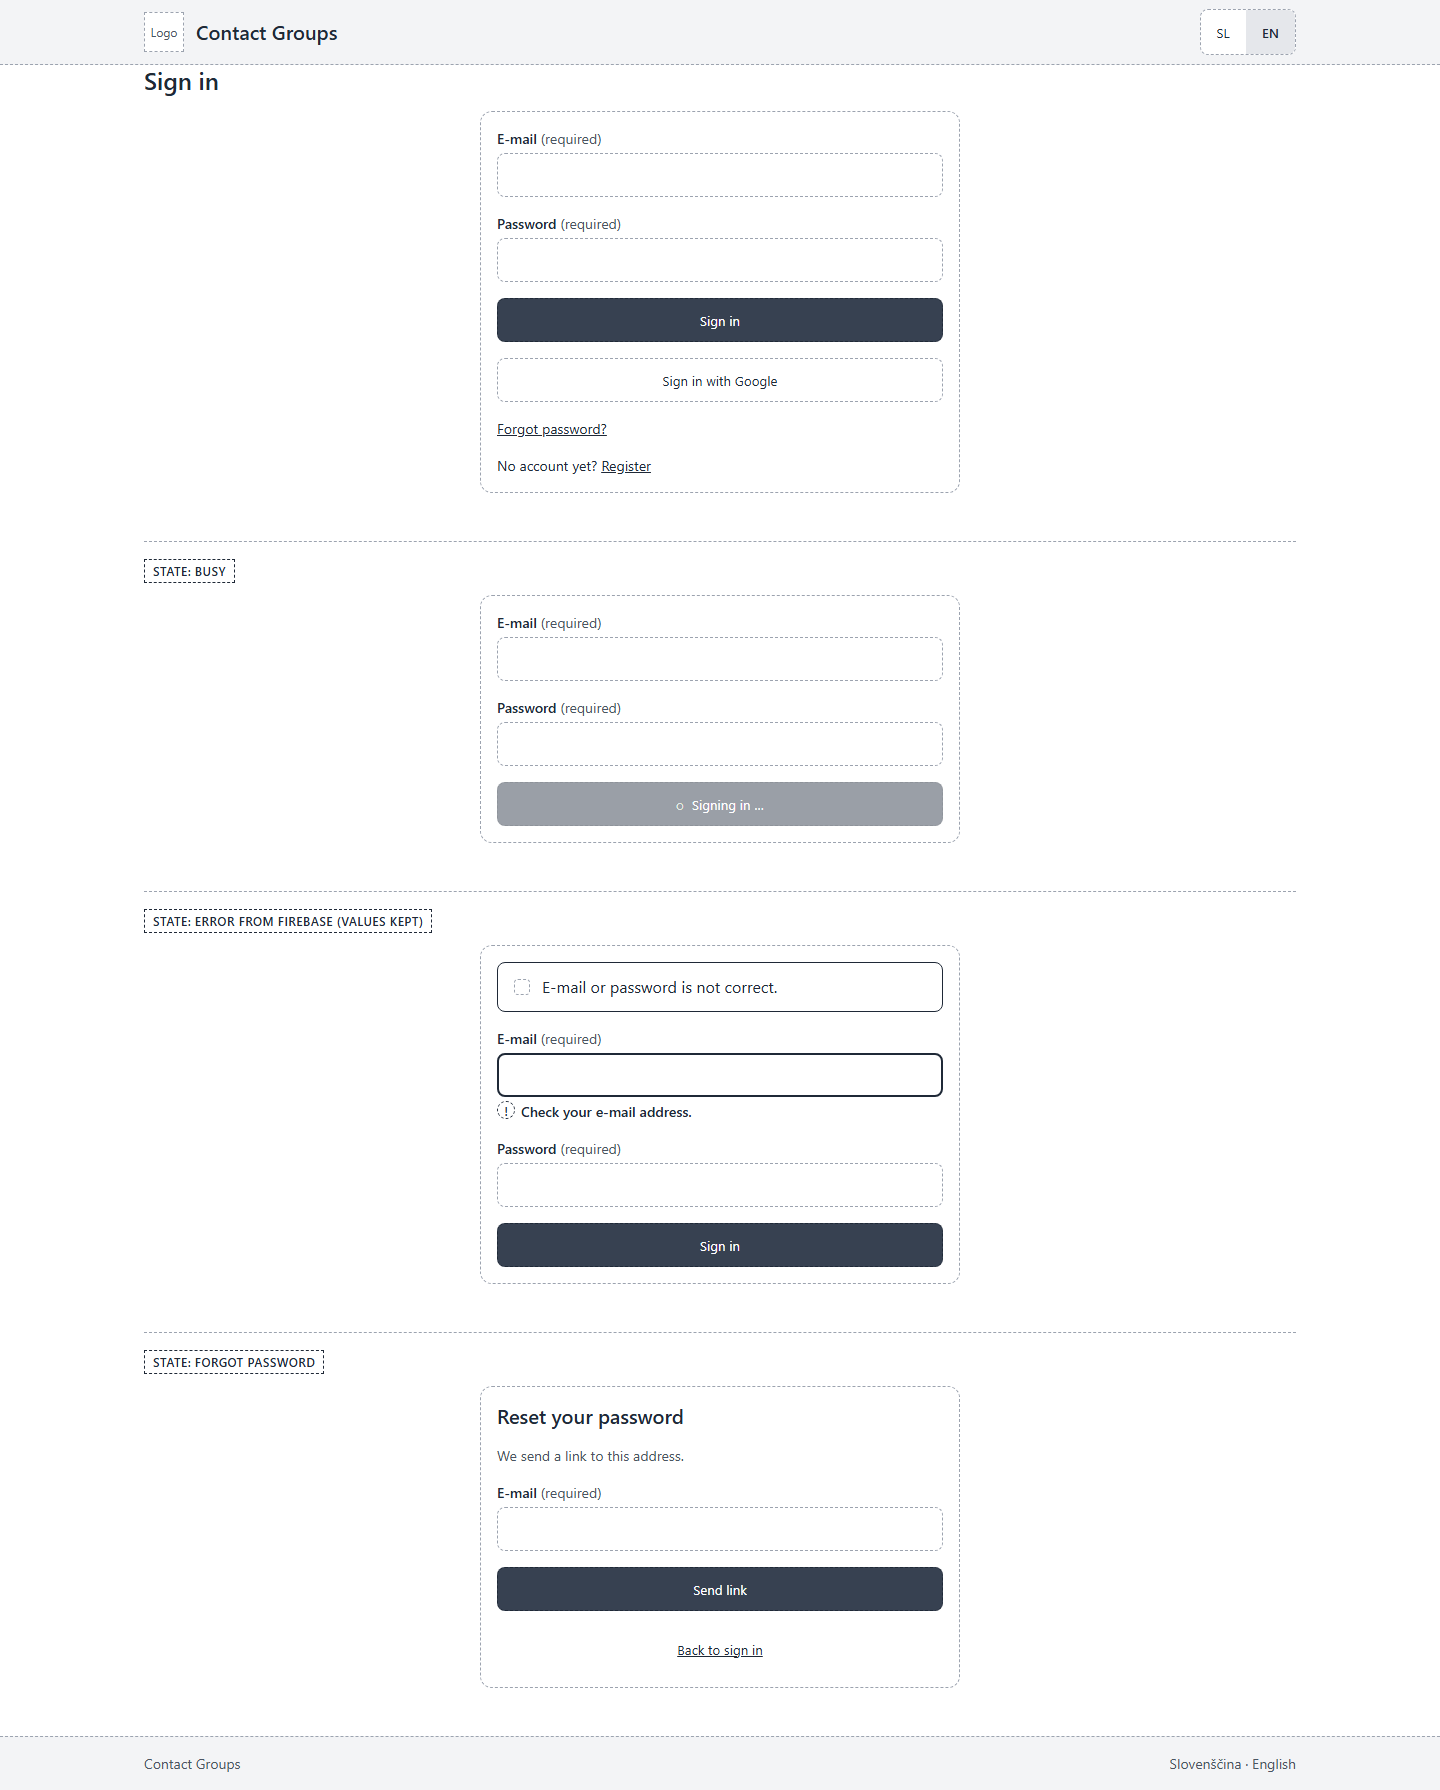 Logo
Contact Groups
SL
EN
Sign in
E-mail (required)
Password (required)
Sign in
Sign in with Google
Forgot password?
No account yet? Register
STATE: BUSY
E-mail (required)
Password (required)
Signing in ...
STATE: ERROR FROM FIREBASE (VALUES KEPT)
E-mail or password is not correct.
E-mail (required)
! Check your e-mail address.
Password (required)
Sign in
STATE: FORGOT PASSWORD
Reset your password
We send a link to this address.
E-mail (required)
Send link
Back to sign in
Contact Groups
Slovenščina · English